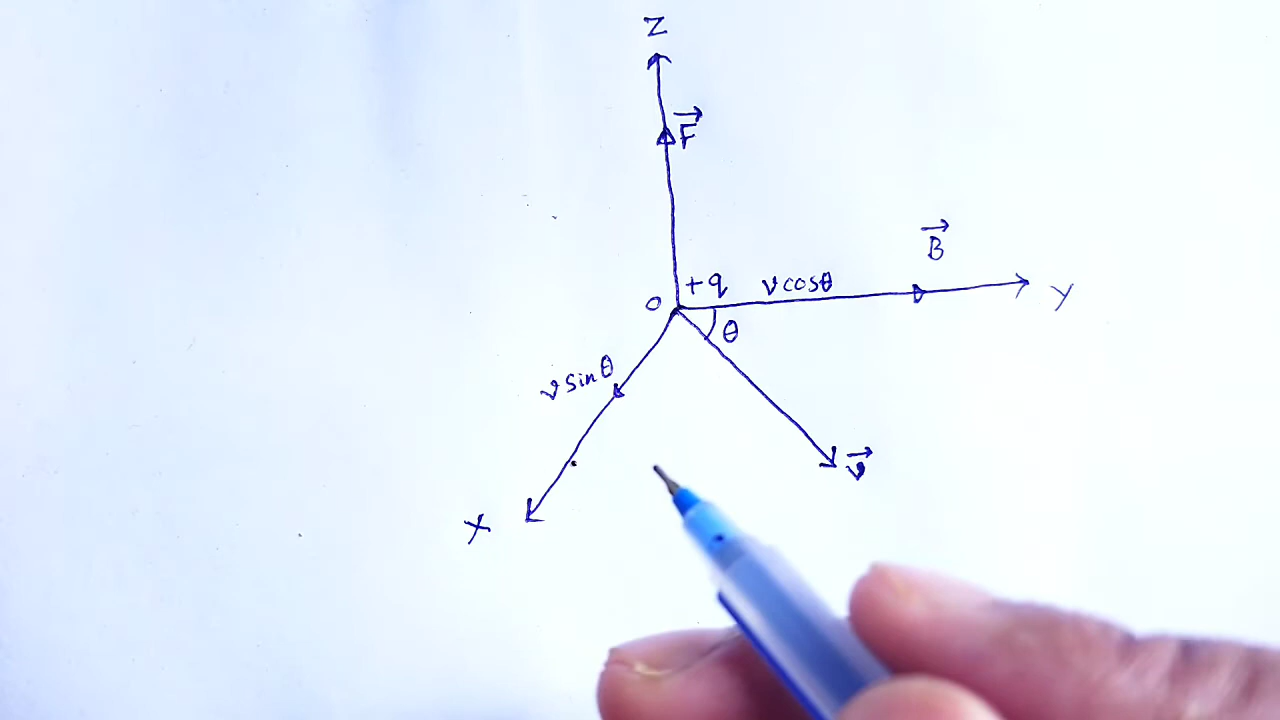 Z
F⃗
B⃗
+q
v cosθ
O
Y
θ
v sinθ
v⃗
X